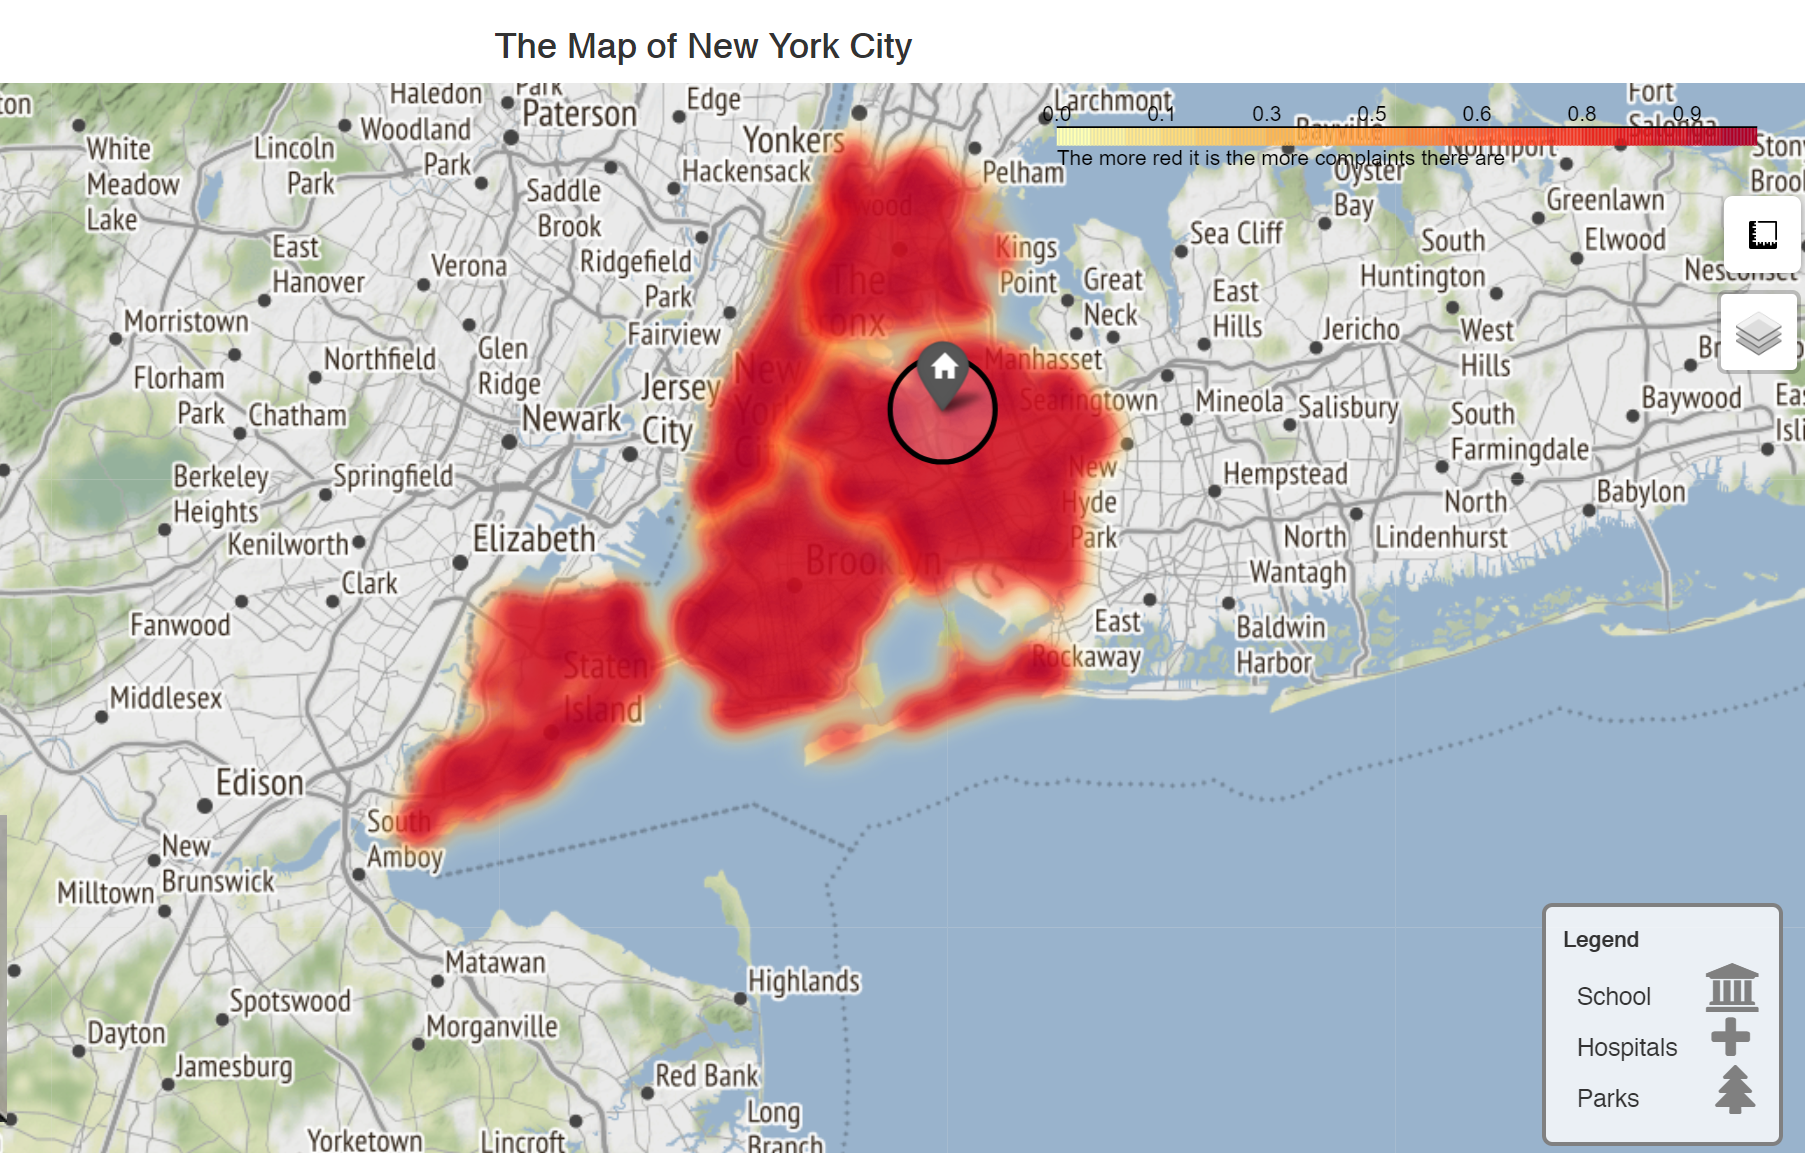 The Map of New York City
Haledon
Park
Edge
Larchmont
Fort
Salonga
0.0 0.1 0.3 0.5 0.6 0.8 0.9
The more red it is the more complaints there are
Bayville
Northport
Paterson
Woodland
Park
Yonkers
Hackensack
Pelham
Oyster
Bay
Stony
White
Meadow
Lake
Lincoln
Park
Saddle
Brook
wood
Greenlawn
Sea Cliff
South
Huntington
Elwood
Nesconset
East
Hanover
Verona
Ridgefield
Park
Kings
Point
Great
Neck
East
Hills
The
Bronx
Morristown
Fairview
Jericho
West
Hills
Northfield
Glen
Ridge
Manhasset
Florham
Park
Chatham
Jersey
City
New
York
Searingtown
Mineola
Salisbury
South
Farmingdale
Baywood
Newark
Berkeley
Heights
Springfield
New
Hyde
Park
Hempstead
North
Lindenhurst
Babylon
Kenilworth
Elizabeth
Brooklyn
North
Wantagh
Clark
Fanwood
East
Rockaway
Baldwin
Harbor
Staten
Island
Middlesex
Edison
South
Amboy
New
Brunswick
Milltown
Matawan
Highlands
Spotswood
Dayton
Morganville
Jamesburg
Red Bank
Long
Branch
Yorketown
Lincroft
Legend
School
Hospitals
Parks